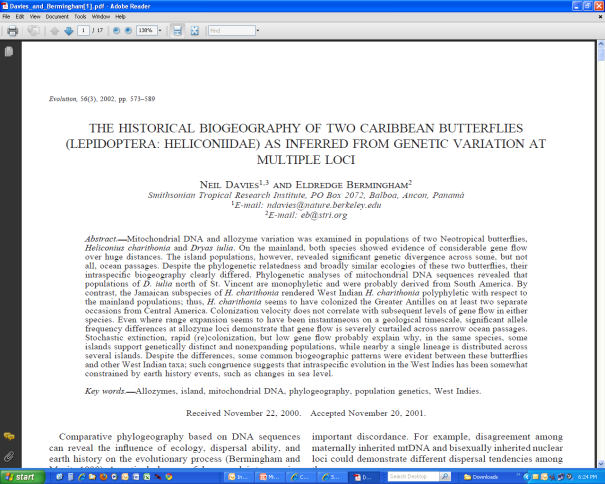 Davies_and_Bermingham[1].pdf - Adobe Reader
File Edit View Document Tools Window Help
1 / 17 138% Find
Evolution, 56(3), 2002, pp. 573–589
THE HISTORICAL BIOGEOGRAPHY OF TWO CARIBBEAN BUTTERFLIES
(LEPIDOPTERA: HELICONIIDAE) AS INFERRED FROM GENETIC VARIATION AT
MULTIPLE LOCI
NEIL DAVIES1,3 AND ELDREDGE BERMINGHAM2
Smithsonian Tropical Research Institute, PO Box 2072, Balboa, Ancon, Panamá
1E-mail: ndavies@nature.berkeley.edu
2E-mail: eb@stri.org
Abstract.—Mitochondrial DNA and allozyme variation was examined in populations of two Neotropical butterflies,
Heliconius charithonia and Dryas iulia. On the mainland, both species showed evidence of considerable gene flow
over huge distances. The island populations, however, revealed significant genetic divergence across some, but not
all, ocean passages. Despite the phylogenetic relatedness and broadly similar ecologies of these two butterflies, their
intraspecific biogeography clearly differed. Phylogenetic analyses of mitochondrial DNA sequences revealed that
populations of D. iulia north of St. Vincent are monophyletic and were probably derived from South America. By
contrast, the Jamaican subspecies of H. charithonia rendered West Indian H. charithonia polyphyletic with respect to
the mainland populations; thus, H. charithonia seems to have colonized the Greater Antilles on at least two separate
occasions from Central America. Colonization velocity does not correlate with subsequent levels of gene flow in either
species. Even where range expansion seems to have been instantaneous on a geological timescale, significant allele
frequency differences at allozyme loci demonstrate that gene flow is severely curtailed across narrow ocean passages.
Stochastic extinction, rapid (re)colonization, but low gene flow probably explain why, in the same species, some
islands support genetically distinct and nonexpanding populations, while nearby a single lineage is distributed across
several islands. Despite the differences, some common biogeographic patterns were evident between these butterflies
and other West Indian taxa; such congruence suggests that intraspecific evolution in the West Indies has been somewhat
constrained by earth history events, such as changes in sea level.
Key words.—Allozymes, island, mitochondrial DNA, phylogeography, population genetics, West Indies.
Received November 22, 2000. Accepted November 20, 2001.
Comparative phylogeography based on DNA sequences
can reveal the influence of ecology, dispersal ability, and
earth history on the evolutionary process (Bermingham and
important discordance. For example, disagreement among
maternally inherited mtDNA and bisexually inherited nuclear
loci could demonstrate different dispersal tendencies among
start Search Desktop Downloads 6:24 PM